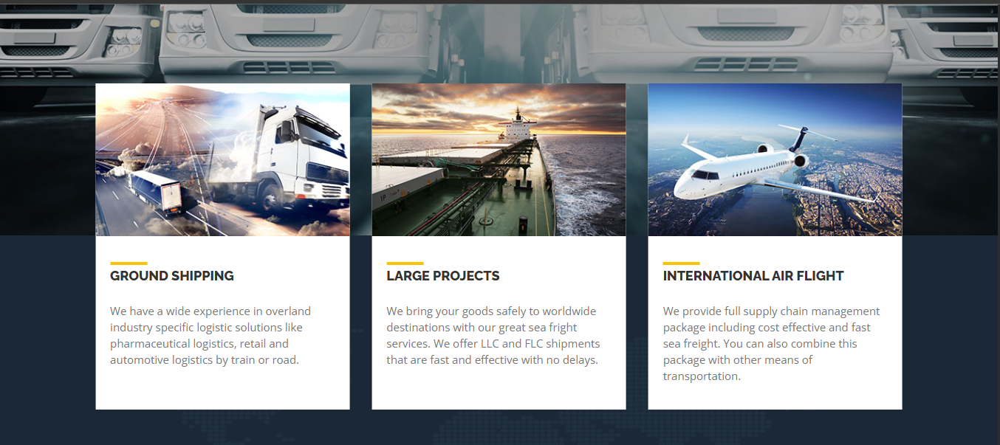 GROUND SHIPPING
We have a wide experience in overland
industry specific logistic solutions like
pharmaceutical logistics, retail and
automotive logistics by train or road.
LARGE PROJECTS
We bring your goods safely to worldwide
destinations with our great sea fright
services. We offer LLC and FLC shipments
that are fast and effective with no delays.
INTERNATIONAL AIR FLIGHT
We provide full supply chain management
package including cost effective and fast
sea freight. You can also combine this
package with other means of
transportation.